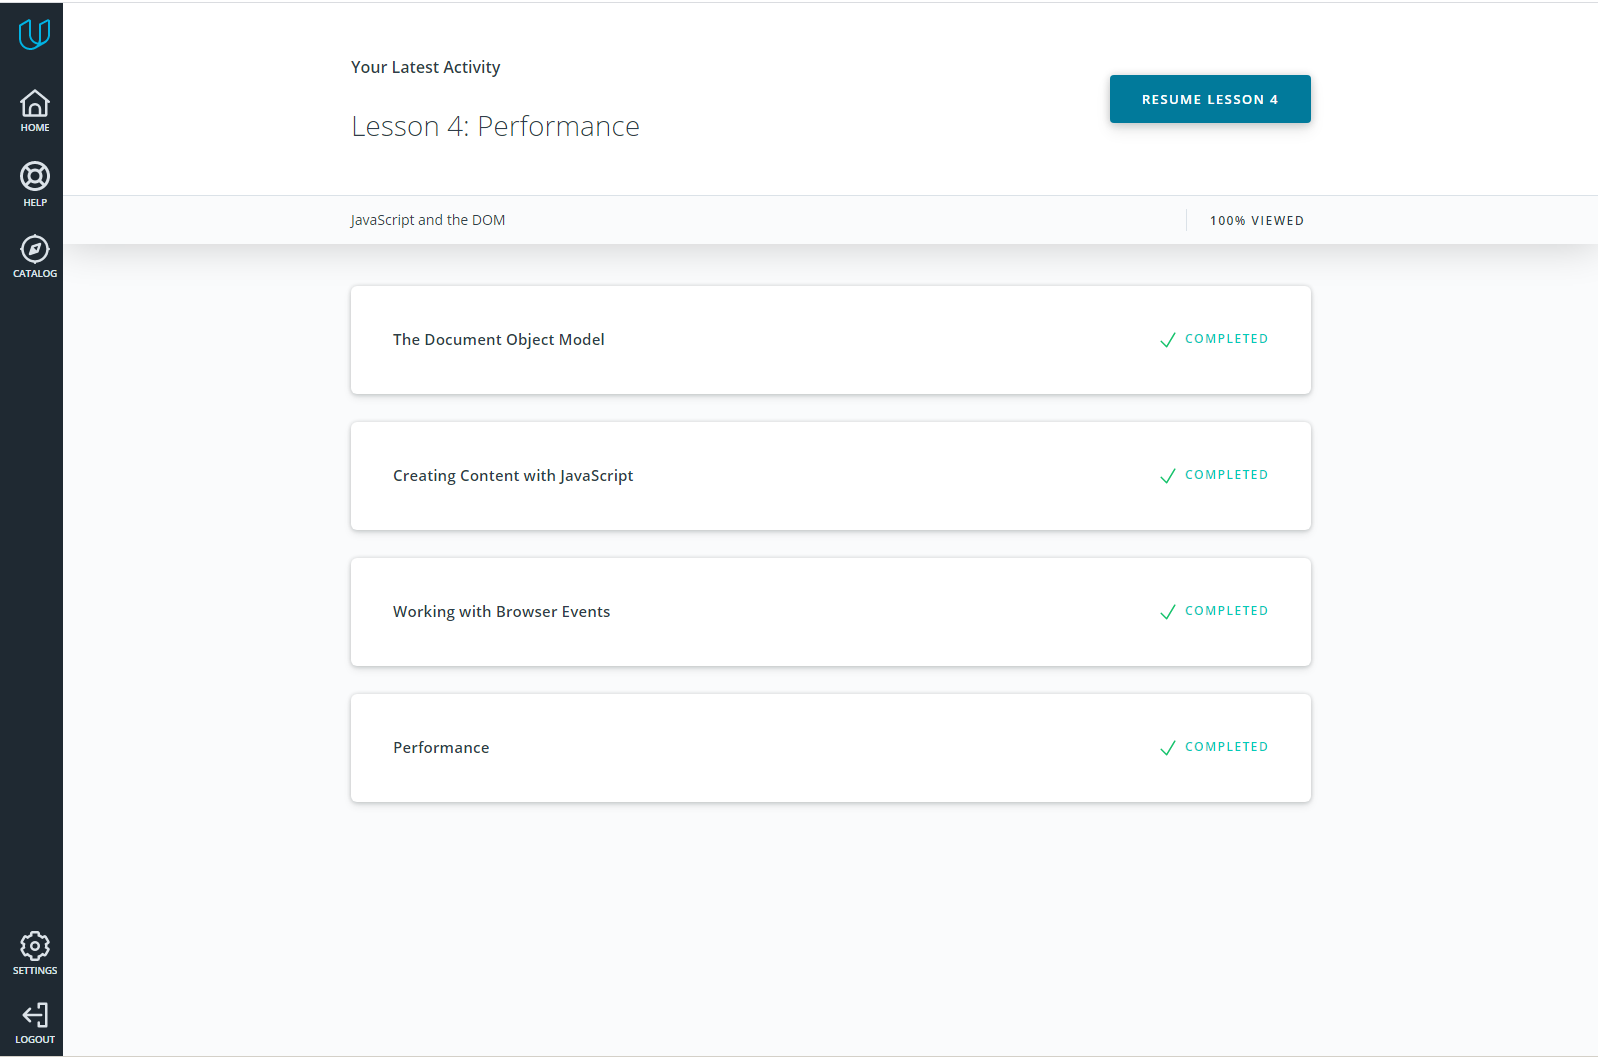 HOME
HELP
CATALOG
SETTINGS
LOGOUT
Your Latest Activity
Lesson 4: Performance
RESUME LESSON 4
JavaScript and the DOM
100% VIEWED
The Document Object Model
COMPLETED
Creating Content with JavaScript
COMPLETED
Working with Browser Events
COMPLETED
Performance
COMPLETED